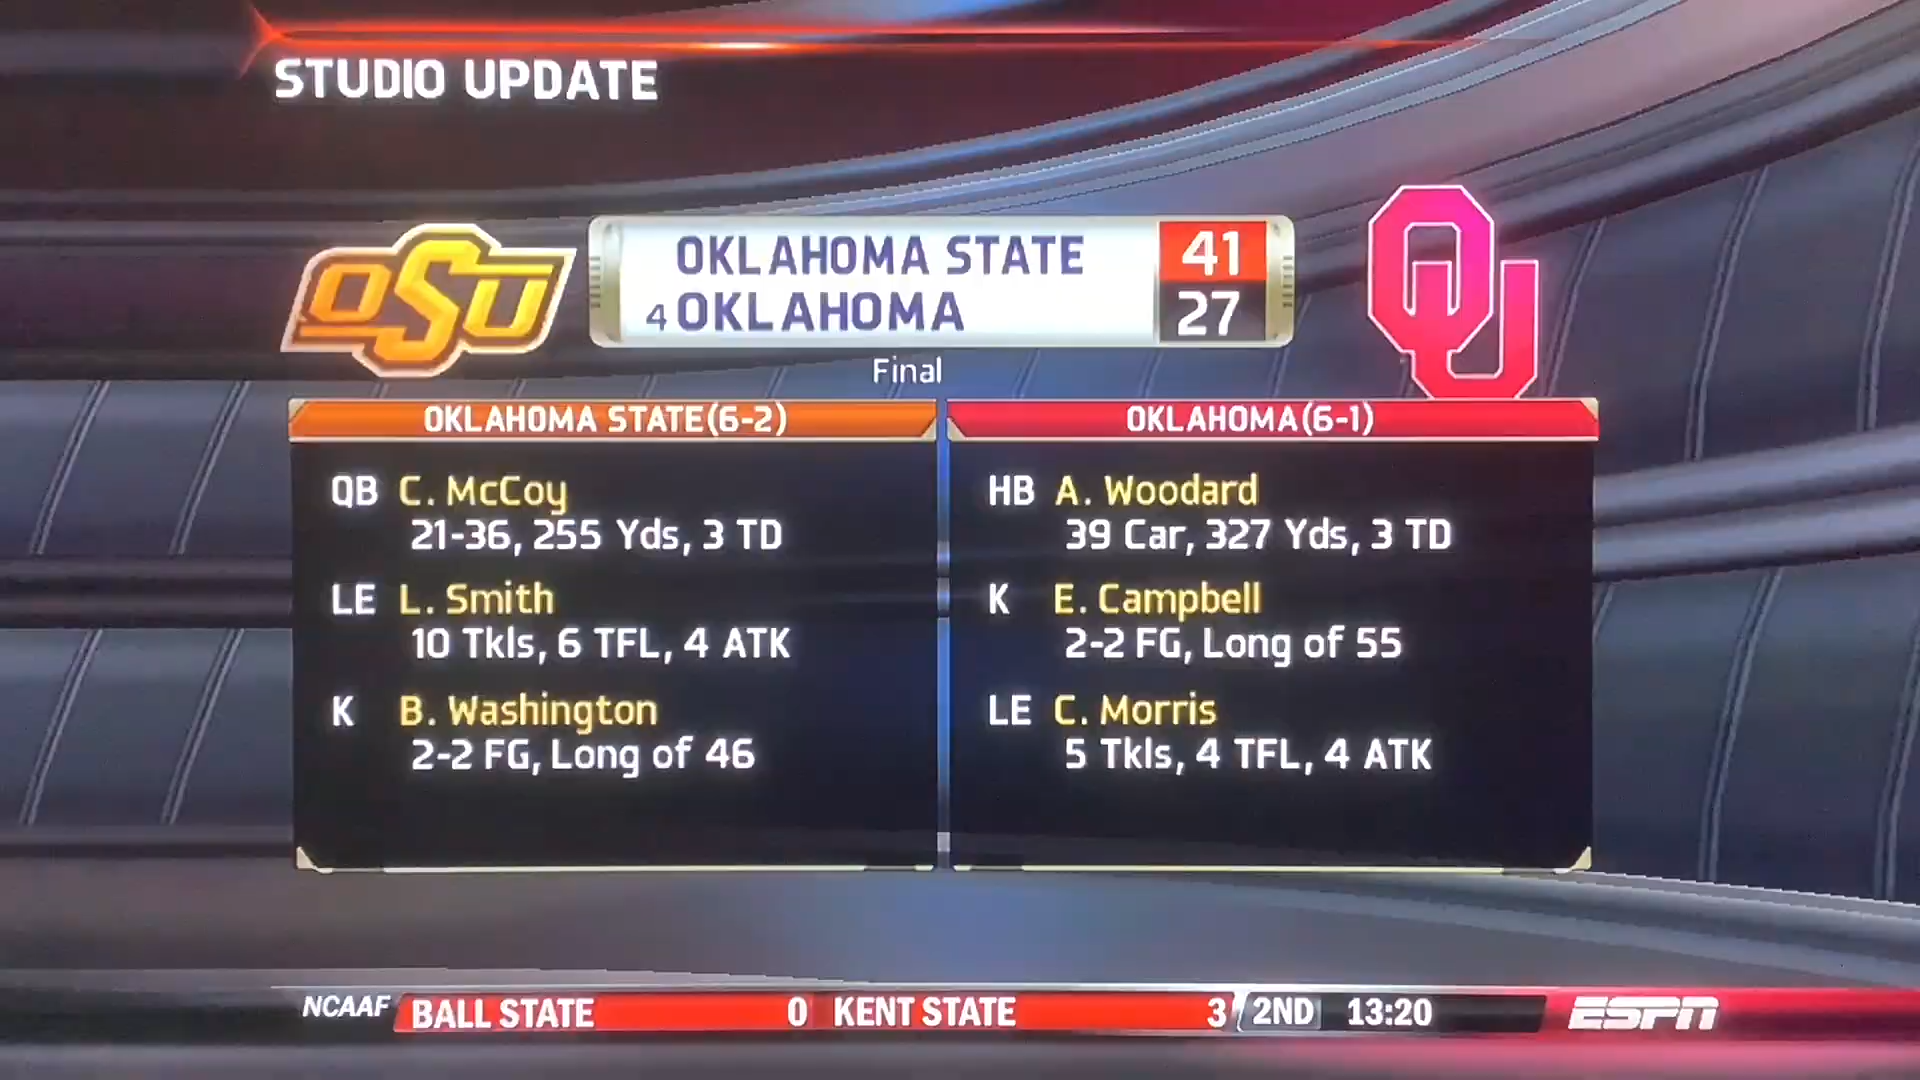 STUDIO UPDATE
OSU
OKLAHOMA STATE 41
4 OKLAHOMA 27
OU
Final
OKLAHOMA STATE(6-2)
QB C. McCoy
21-36, 255 Yds, 3 TD
LE L. Smith
10 Tkls, 6 TFL, 4 ATK
K B. Washington
2-2 FG, Long of 46
OKLAHOMA(6-1)
HB A. Woodard
39 Car, 327 Yds, 3 TD
K E. Campbell
2-2 FG, Long of 55
LE C. Morris
5 Tkls, 4 TFL, 4 ATK
NCAAF BALL STATE 0 KENT STATE 3 2ND 13:20 ESPN